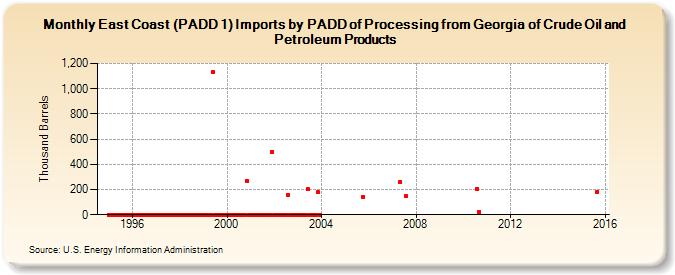 Monthly East Coast (PADD 1) Imports by PADD of Processing from Georgia of Crude Oil and
Petroleum Products
Thousand Barrels
1,200
1,000
800
600
400
200
0
1996 2000 2004 2008 2012 2016
Source: U.S. Energy Information Administration